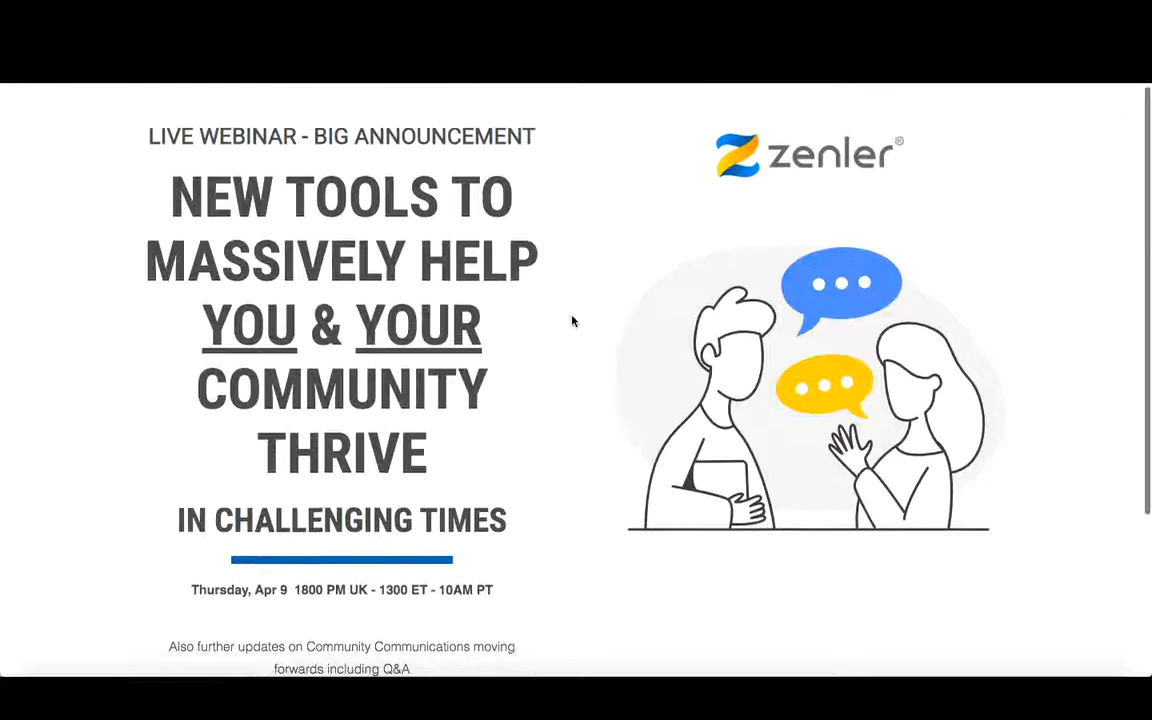 LIVE WEBINAR - BIG ANNOUNCEMENT
NEW TOOLS TO
MASSIVELY HELP
YOU & YOUR
COMMUNITY
THRIVE
IN CHALLENGING TIMES
Thursday, Apr 9  1800 PM UK - 1300 ET - 10AM PT
Also further updates on Community Communications moving
forwards including Q&A
zenler®